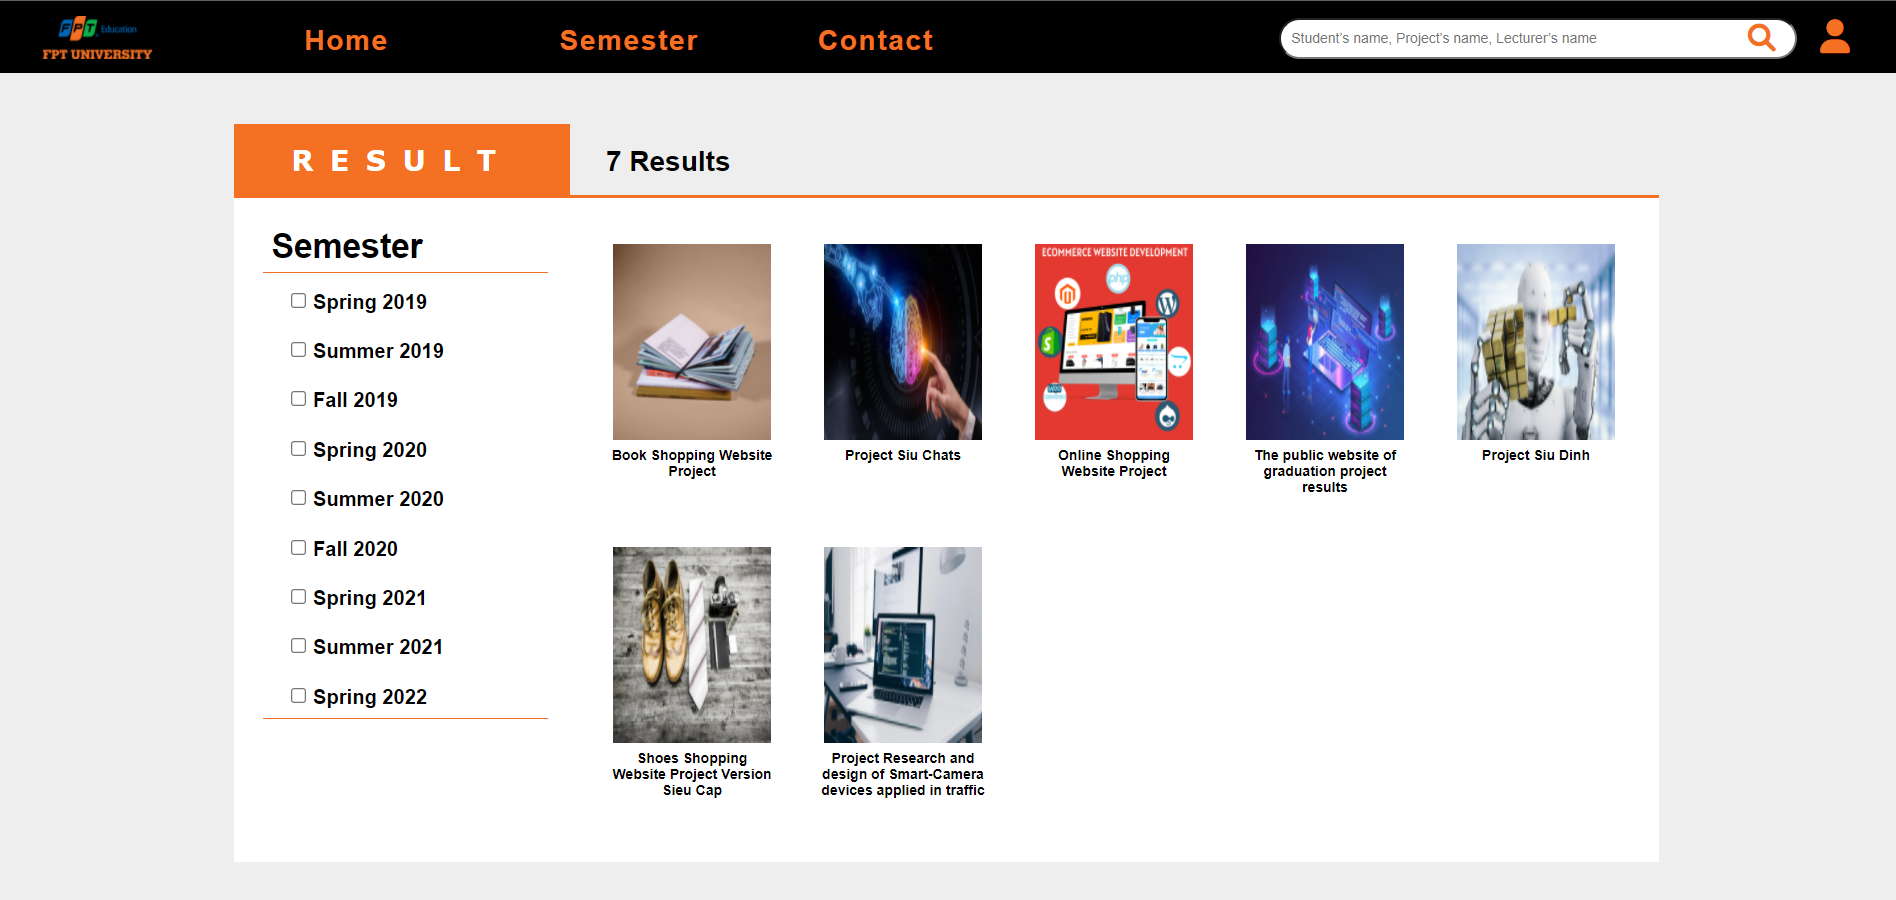 FPT Education
FPT UNIVERSITY
Home
Semester
Contact
Student's name, Project's name, Lecturer's name
RESULT
7 Results
Semester
Spring 2019
Summer 2019
Fall 2019
Spring 2020
Summer 2020
Fall 2020
Spring 2021
Summer 2021
Spring 2022
ECOMMERCE WEBSITE DEVELOPMENT
php
WOO
Book Shopping Website
Project
Project Siu Chats
Online Shopping
Website Project
The public website of
graduation project
results
Project Siu Dinh
Shoes Shopping
Website Project Version
Sieu Cap
Project Research and
design of Smart-Camera
devices applied in traffic